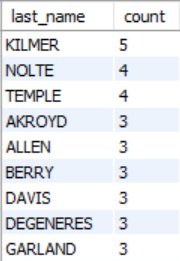 last_name count
KILMER 5
NOLTE 4
TEMPLE 4
AKROYD 3
ALLEN 3
BERRY 3
DAVIS 3
DEGENERES 3
GARLAND 3